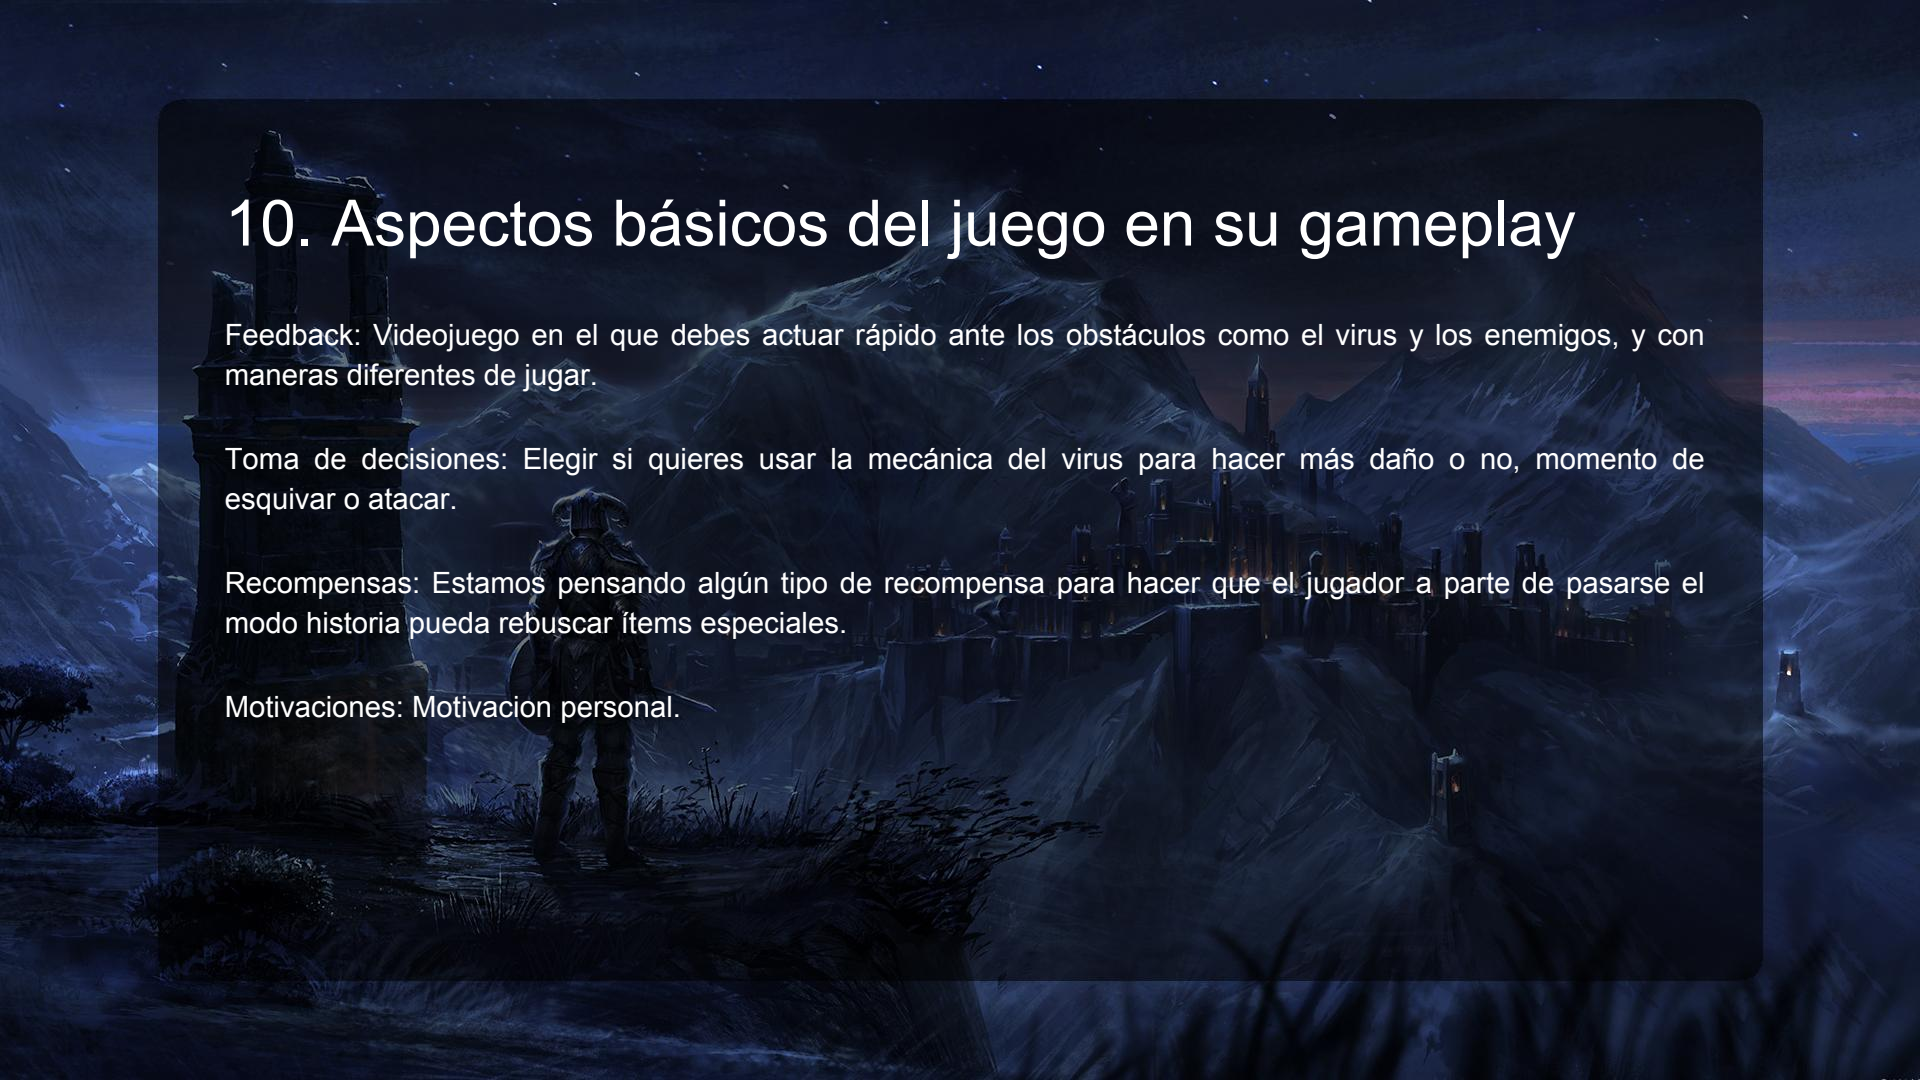 10. Aspectos básicos del juego en su gameplay
Feedback: Videojuego en el que debes actuar rápido ante los obstáculos como el virus y los enemigos, y con
maneras diferentes de jugar.
Toma de decisiones: Elegir si quieres usar la mecánica del virus para hacer más daño o no, momento de
esquivar o atacar.
Recompensas: Estamos pensando algún tipo de recompensa para hacer que el jugador a parte de pasarse el
modo historia pueda rebuscar ítems especiales.
Motivaciones: Motivacion personal.